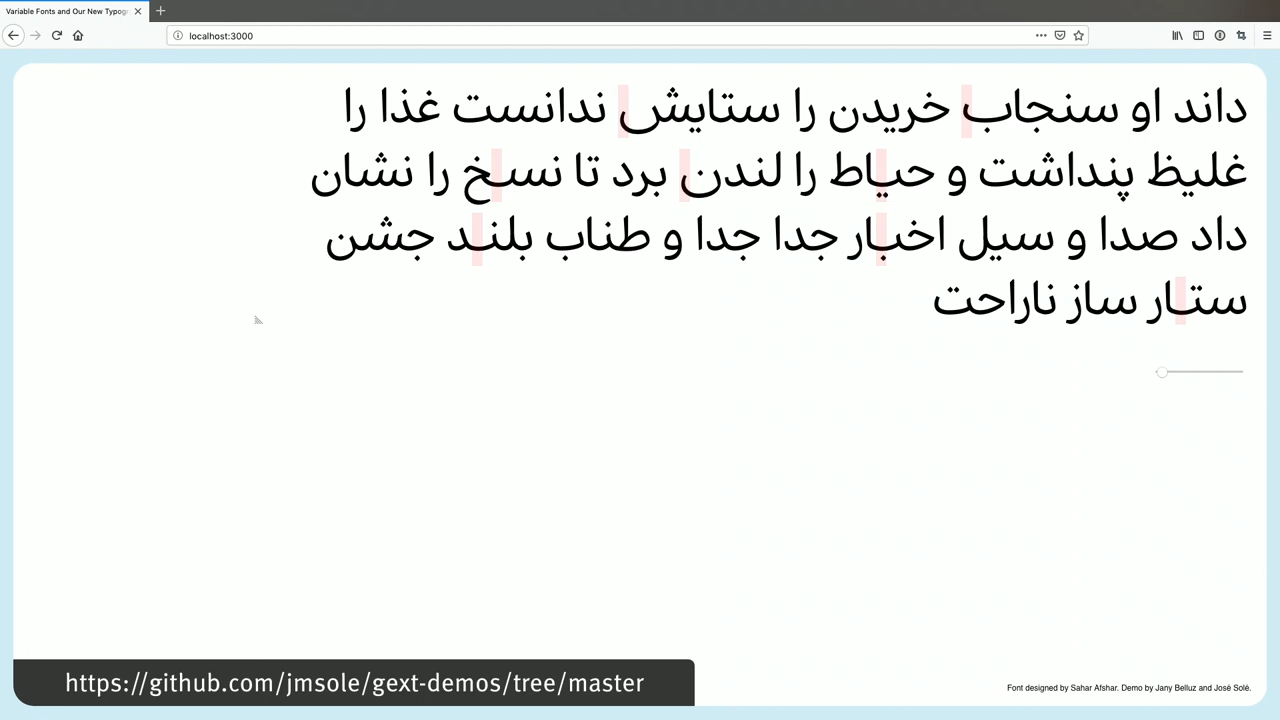 Variable Fonts and Our New Typogr
localhost:3000
داند او سنجاب خریدن را ستایش ندانست غذا را
غلیظ پنداشت و حیاط را لندن برد تا نسخ را نشان
داد صدا و سیل اخبار جدا جدا و طناب بلند جشن
ستار ساز ناراحت
https://github.com/jmsole/gext-demos/tree/master
Font designed by Sahar Afshar. Demo by Jany Belluz and José Solé.